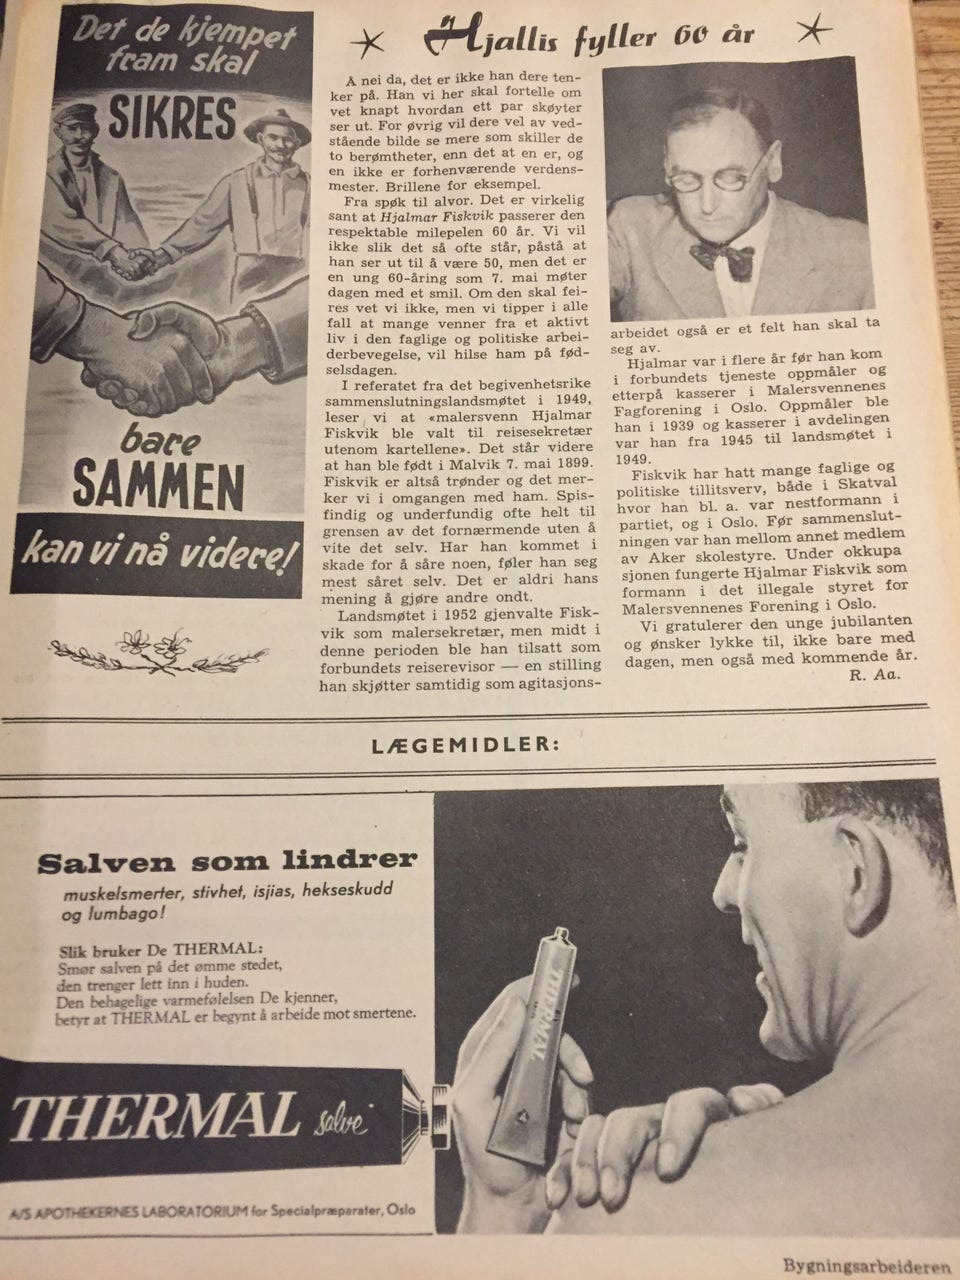 Det de kjempet
fram skal
SIKRES
bare
SAMMEN
kan vi nå videre!
Hjallis fyller 60 år
A nei da, det er ikke han dere ten-
ker på. Han vi her skal fortelle om
vet knapt hvordan ett par skøyter
ser ut. For øvrig vil dere vel av ved-
stående bilde se mere som skiller de
to berømtheter, enn det at en er, og
en ikke er forhenværende verdens-
mester. Brillene for eksempel.
Fra spøk til alvor. Det er virkelig
sant at Hjalmar Fiskvik passerer den
respektable milepelen 60 år. Vi vil
ikke slik det så ofte står, påstå at
han ser ut til å være 50, men det er
en ung 60-åring som 7. mai møter
dagen med et smil. Om den skal fei-
res vet vi ikke, men vi tipper i alle
fall at mange venner fra et aktivt
liv i den faglige og politiske arbei-
derbevegelse, vil hilse ham på fød-
selsdagen.
I referatet fra det begivenhetsrike
sammenslutningslandsmøtet i 1949,
leser vi at «malersvenn Hjalmar
Fiskvik ble valt til reisesekretær
utenom kartellene». Det står videre
at han ble født i Malvik 7. mai 1899.
Fiskvik er altså trønder og det mer-
ker vi i omgangen med ham. Spis-
findig og underfundig ofte helt til
grensen av det fornærmende uten å
vite det selv. Har han kommet i
skade for å såre noen, føler han seg
mest såret selv. Det er aldri hans
mening å gjøre andre ondt.
Landsmøtet i 1952 gjenvalte Fisk-
vik som malersekretær, men midt i
denne perioden ble han tilsatt som
forbundets reiserevisor — en stilling
han skjøtter samtidig som agitasjons-
arbeidet også er et felt han skal ta
seg av.
Hjalmar var i flere år før han kom
i forbundets tjeneste oppmåler og
etterpå kasserer i Malersvennenes
Fagforening i Oslo. Oppmåler ble
han i 1939 og kasserer i avdelingen
var han fra 1945 til landsmøtet i
1949.
Fiskvik har hatt mange faglige og
politiske tillitsverv, både i Skatval
hvor han bl. a. var nestformann i
partiet, og i Oslo. Før sammenslut-
ningen var han mellom annet medlem
av Aker skolestyre. Under okkupa
sjonen fungerte Hjalmar Fiskvik som
formann i det illegale styret for
Malersvennenes Forening i Oslo.
Vi gratulerer den unge jubilanten
og ønsker lykke til, ikke bare med
dagen, men også med kommende år.
R. Aa.
LÆGEMIDLER:
Salven som lindrer
muskelsmerter, stivhet, isjias, hekseskudd
og lumbago!
Slik bruker De THERMAL:
Smør salven på det ømme stedet,
den trenger lett inn i huden.
Den behagelige varmefølelsen De kjenner,
betyr at THERMAL er begynt å arbeide mot smertene.
THERMAL
THERMAL salve
A/S APOTHEKERNES LABORATORIUM for Specialpræparater, Oslo
Bygningsarbeideren